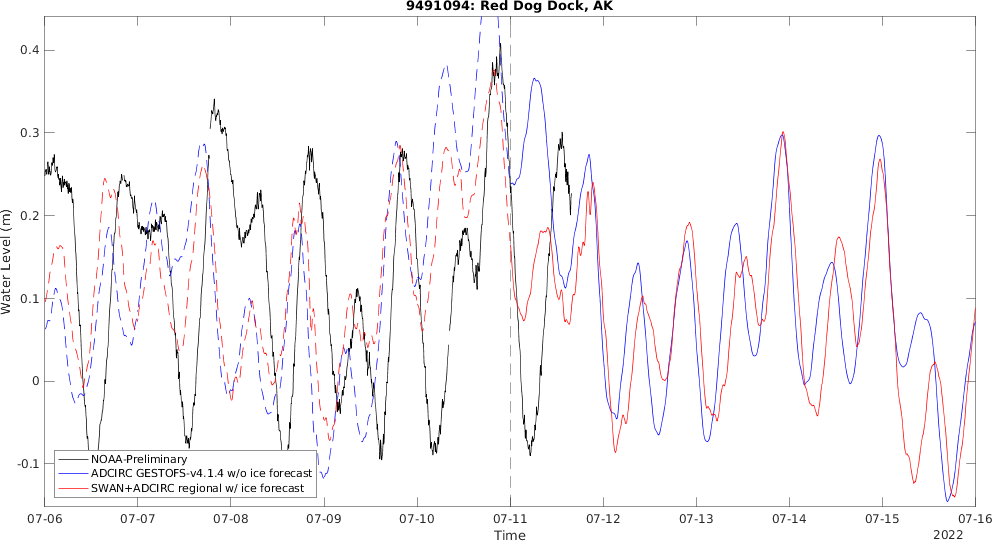 9491094: Red Dog Dock, AK
Water Level (m)
0.4
0.3
0.2
0.1
0
-0.1
NOAA-Preliminary
ADCIRC GESTOFS-v4.1.4 w/o ice forecast
SWAN+ADCIRC regional w/ ice forecast
07-06 07-07 07-08 07-09 07-10 07-11 07-12 07-13 07-14 07-15 07-16
Time
2022